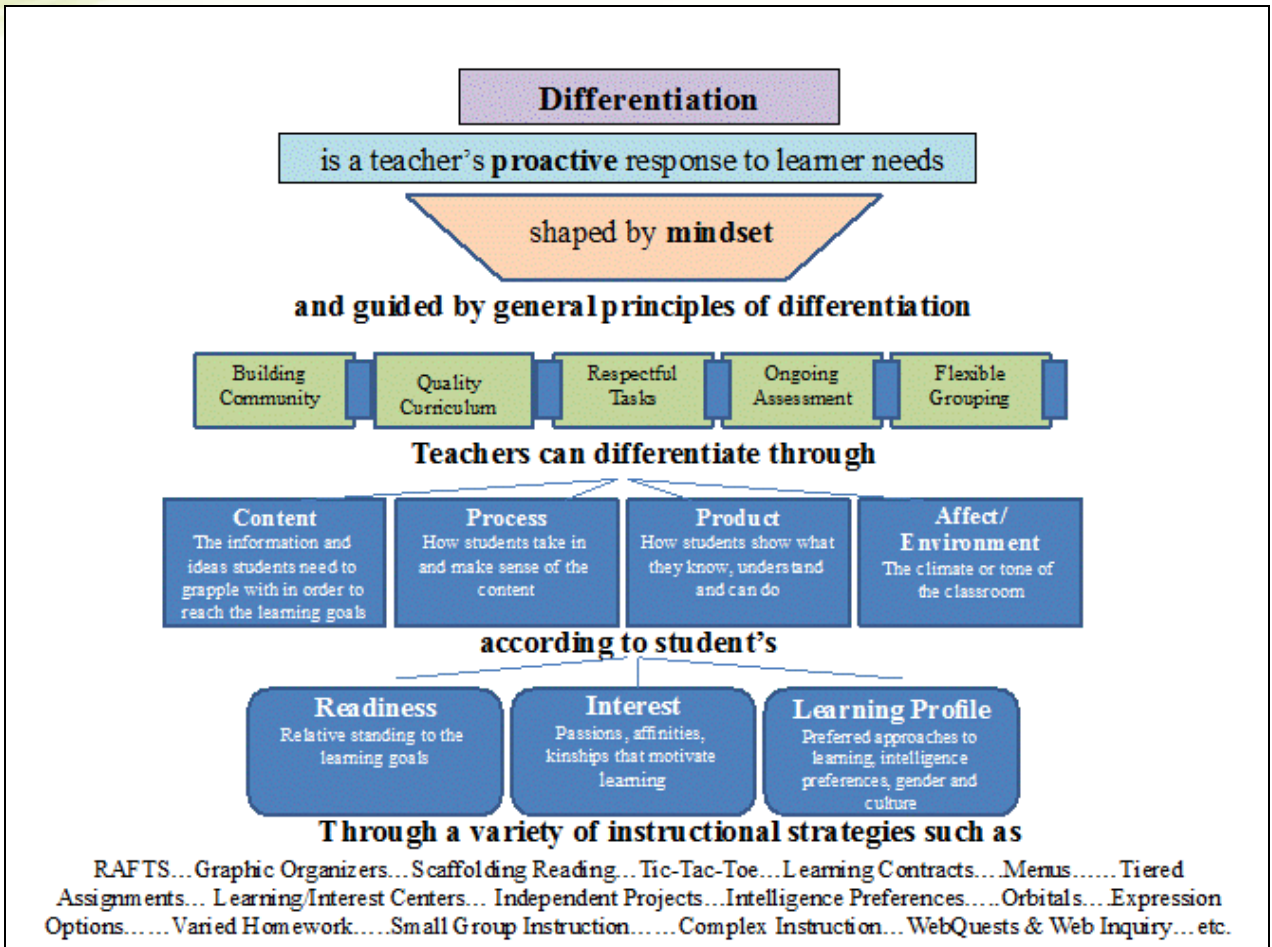 Differentiation
is a teacher's proactive response to learner needs
shaped by mindset
and guided by general principles of differentiation
Building
Community
Quality
Curriculum
Respectful
Tasks
Ongoing
Assessment
Flexible
Grouping
Teachers can differentiate through
Content
The information and
ideas students need to
grapple with in order to
reach the learning goals
Process
How students take in
and make sense of the
content
Product
How students show what
they know, understand
and can do
Affect/
Environment
The climate or tone of
the classroom
according to student's
Readiness
Relative standing to the
learning goals
Interest
Passions, affinities,
kinships that motivate
learning
Learning Profile
Preferred approaches to
learning, intelligence
preferences, gender and
culture
Through a variety of instructional strategies such as
RAFTS...Graphic Organizers...Scaffolding Reading...Tic-Tac-Toe...Learning Contracts....Menus......Tiered
Assignments... Learning/Interest Centers... Independent Projects...Intelligence Preferences.....Orbitals....Expression
Options......Varied Homework.....Small Group Instruction......Complex Instruction...WebQuests & Web Inquiry...etc.